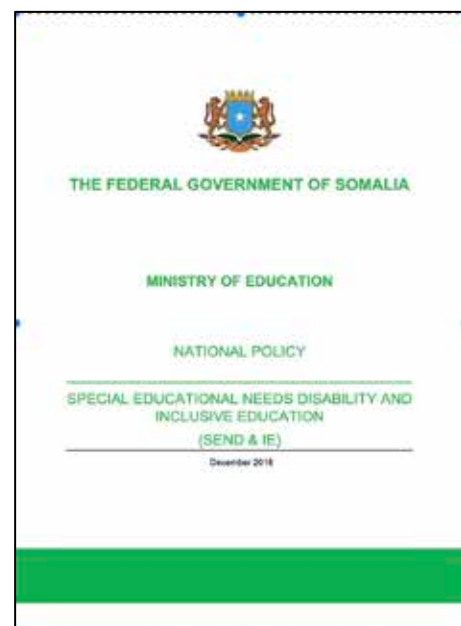 THE FEDERAL GOVERNMENT OF SOMALIA
MINISTRY OF EDUCATION
NATIONAL POLICY
SPECIAL EDUCATIONAL NEEDS DISABILITY AND
INCLUSIVE EDUCATION
(SEND & IE)
December 2018